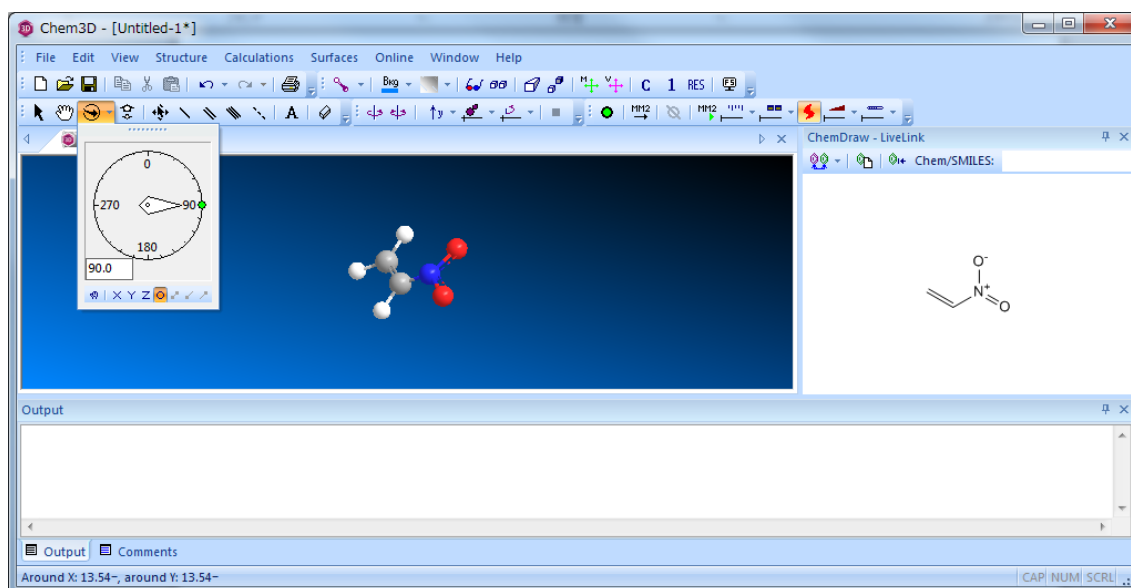 Chem3D - [Untitled-1*]
File Edit View Structure Calculations Surfaces Online Window Help
Bkg M V C 1 RES FS
A ↑y MM2 MM2
ChemDraw - LiveLink
Chem/SMILES:
0
270 90
180
90.0
X Y Z
O-
N+
O
Output
Output Comments
Around X: 13.54−, around Y: 13.54−
CAP NUM SCRL